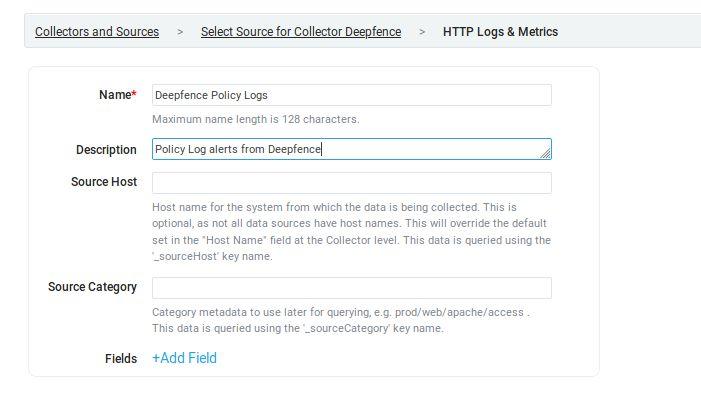 Collectors and Sources > Select Source for Collector Deepfence > HTTP Logs & Metrics
Name* Deepfence Policy Logs
Maximum name length is 128 characters.
Description Policy Log alerts from Deepfence
Source Host
Host name for the system from which the data is being collected. This is
optional, as not all data sources have host names. This will override the default
set in the "Host Name" field at the Collector level. This data is queried using the
'_sourceHost' key name.
Source Category
Category metadata to use later for querying, e.g. prod/web/apache/access .
This data is queried using the '_sourceCategory' key name.
Fields +Add Field